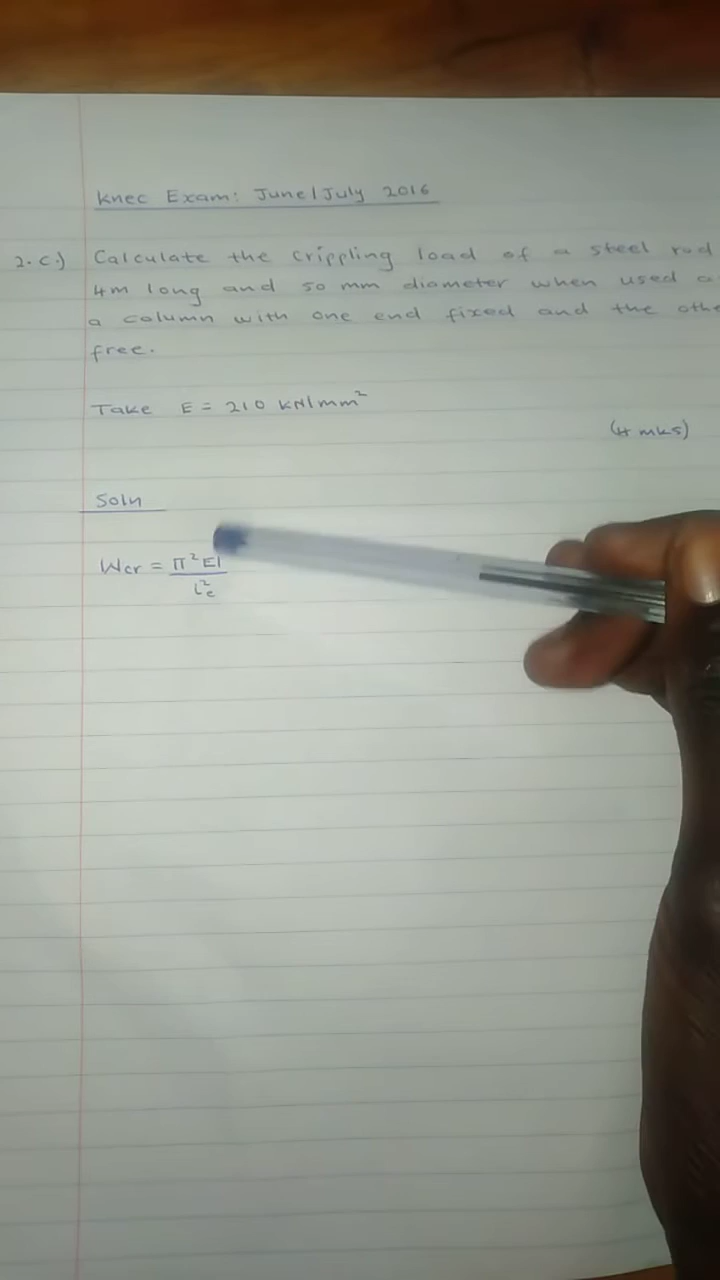 Knec Exam: June/July 2016
2.c.) Calculate the crippling load of a steel rod
4m long and 50 mm diameter when used a
a column with one end fixed and the othe
free.
Take E = 210 kN/mm²
(4 mks)
Soln
Wcr = π²EI
L²e